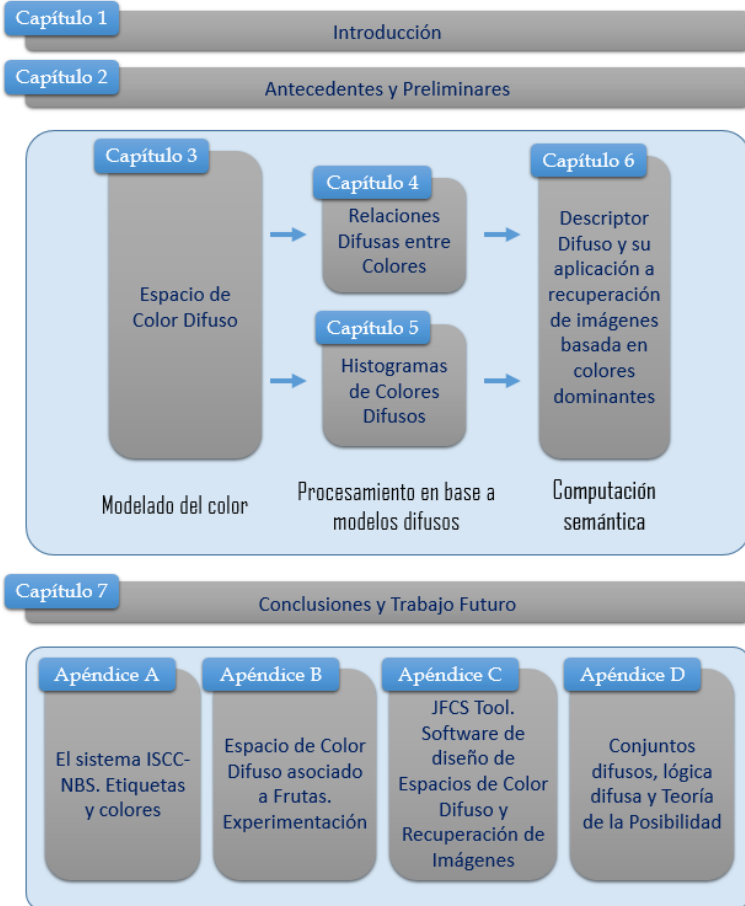 Capítulo 1
Introducción
Capítulo 2
Antecedentes y Preliminares
Capítulo 3
Espacio de
Color Difuso
Capítulo 4
Relaciones
Difusas entre
Colores
Capítulo 5
Histogramas
de Colores
Difusos
Capítulo 6
Descriptor
Difuso y su
aplicación a
recuperación
de imágenes
basada en
colores
dominantes
Modelado del color
Procesamiento en base a
modelos difusos
Computación
semántica
Capítulo 7
Conclusiones y Trabajo Futuro
Apéndice A
El sistema ISCC-
NBS. Etiquetas
y colores
Apéndice B
Espacio de Color
Difuso asociado
a Frutas.
Experimentación
Apéndice C
JFCS Tool.
Software de
diseño de
Espacios de Color
Difuso y
Recuperación de
Imágenes
Apéndice D
Conjuntos
difusos, lógica
difusa y Teoría
de la Posibilidad